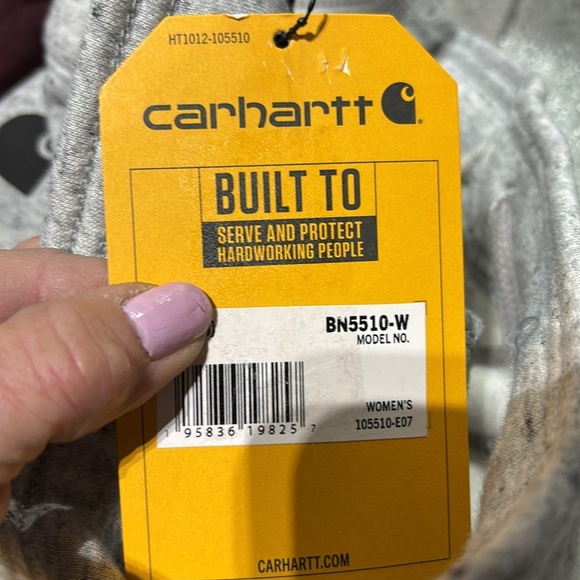 HT1012-105510
carhartt
BUILT TO
SERVE AND PROTECT
HARDWORKING PEOPLE
BN5510-W
MODEL NO.
1 95836 19825 7
WOMEN'S
105510-E07
CARHARTT.COM